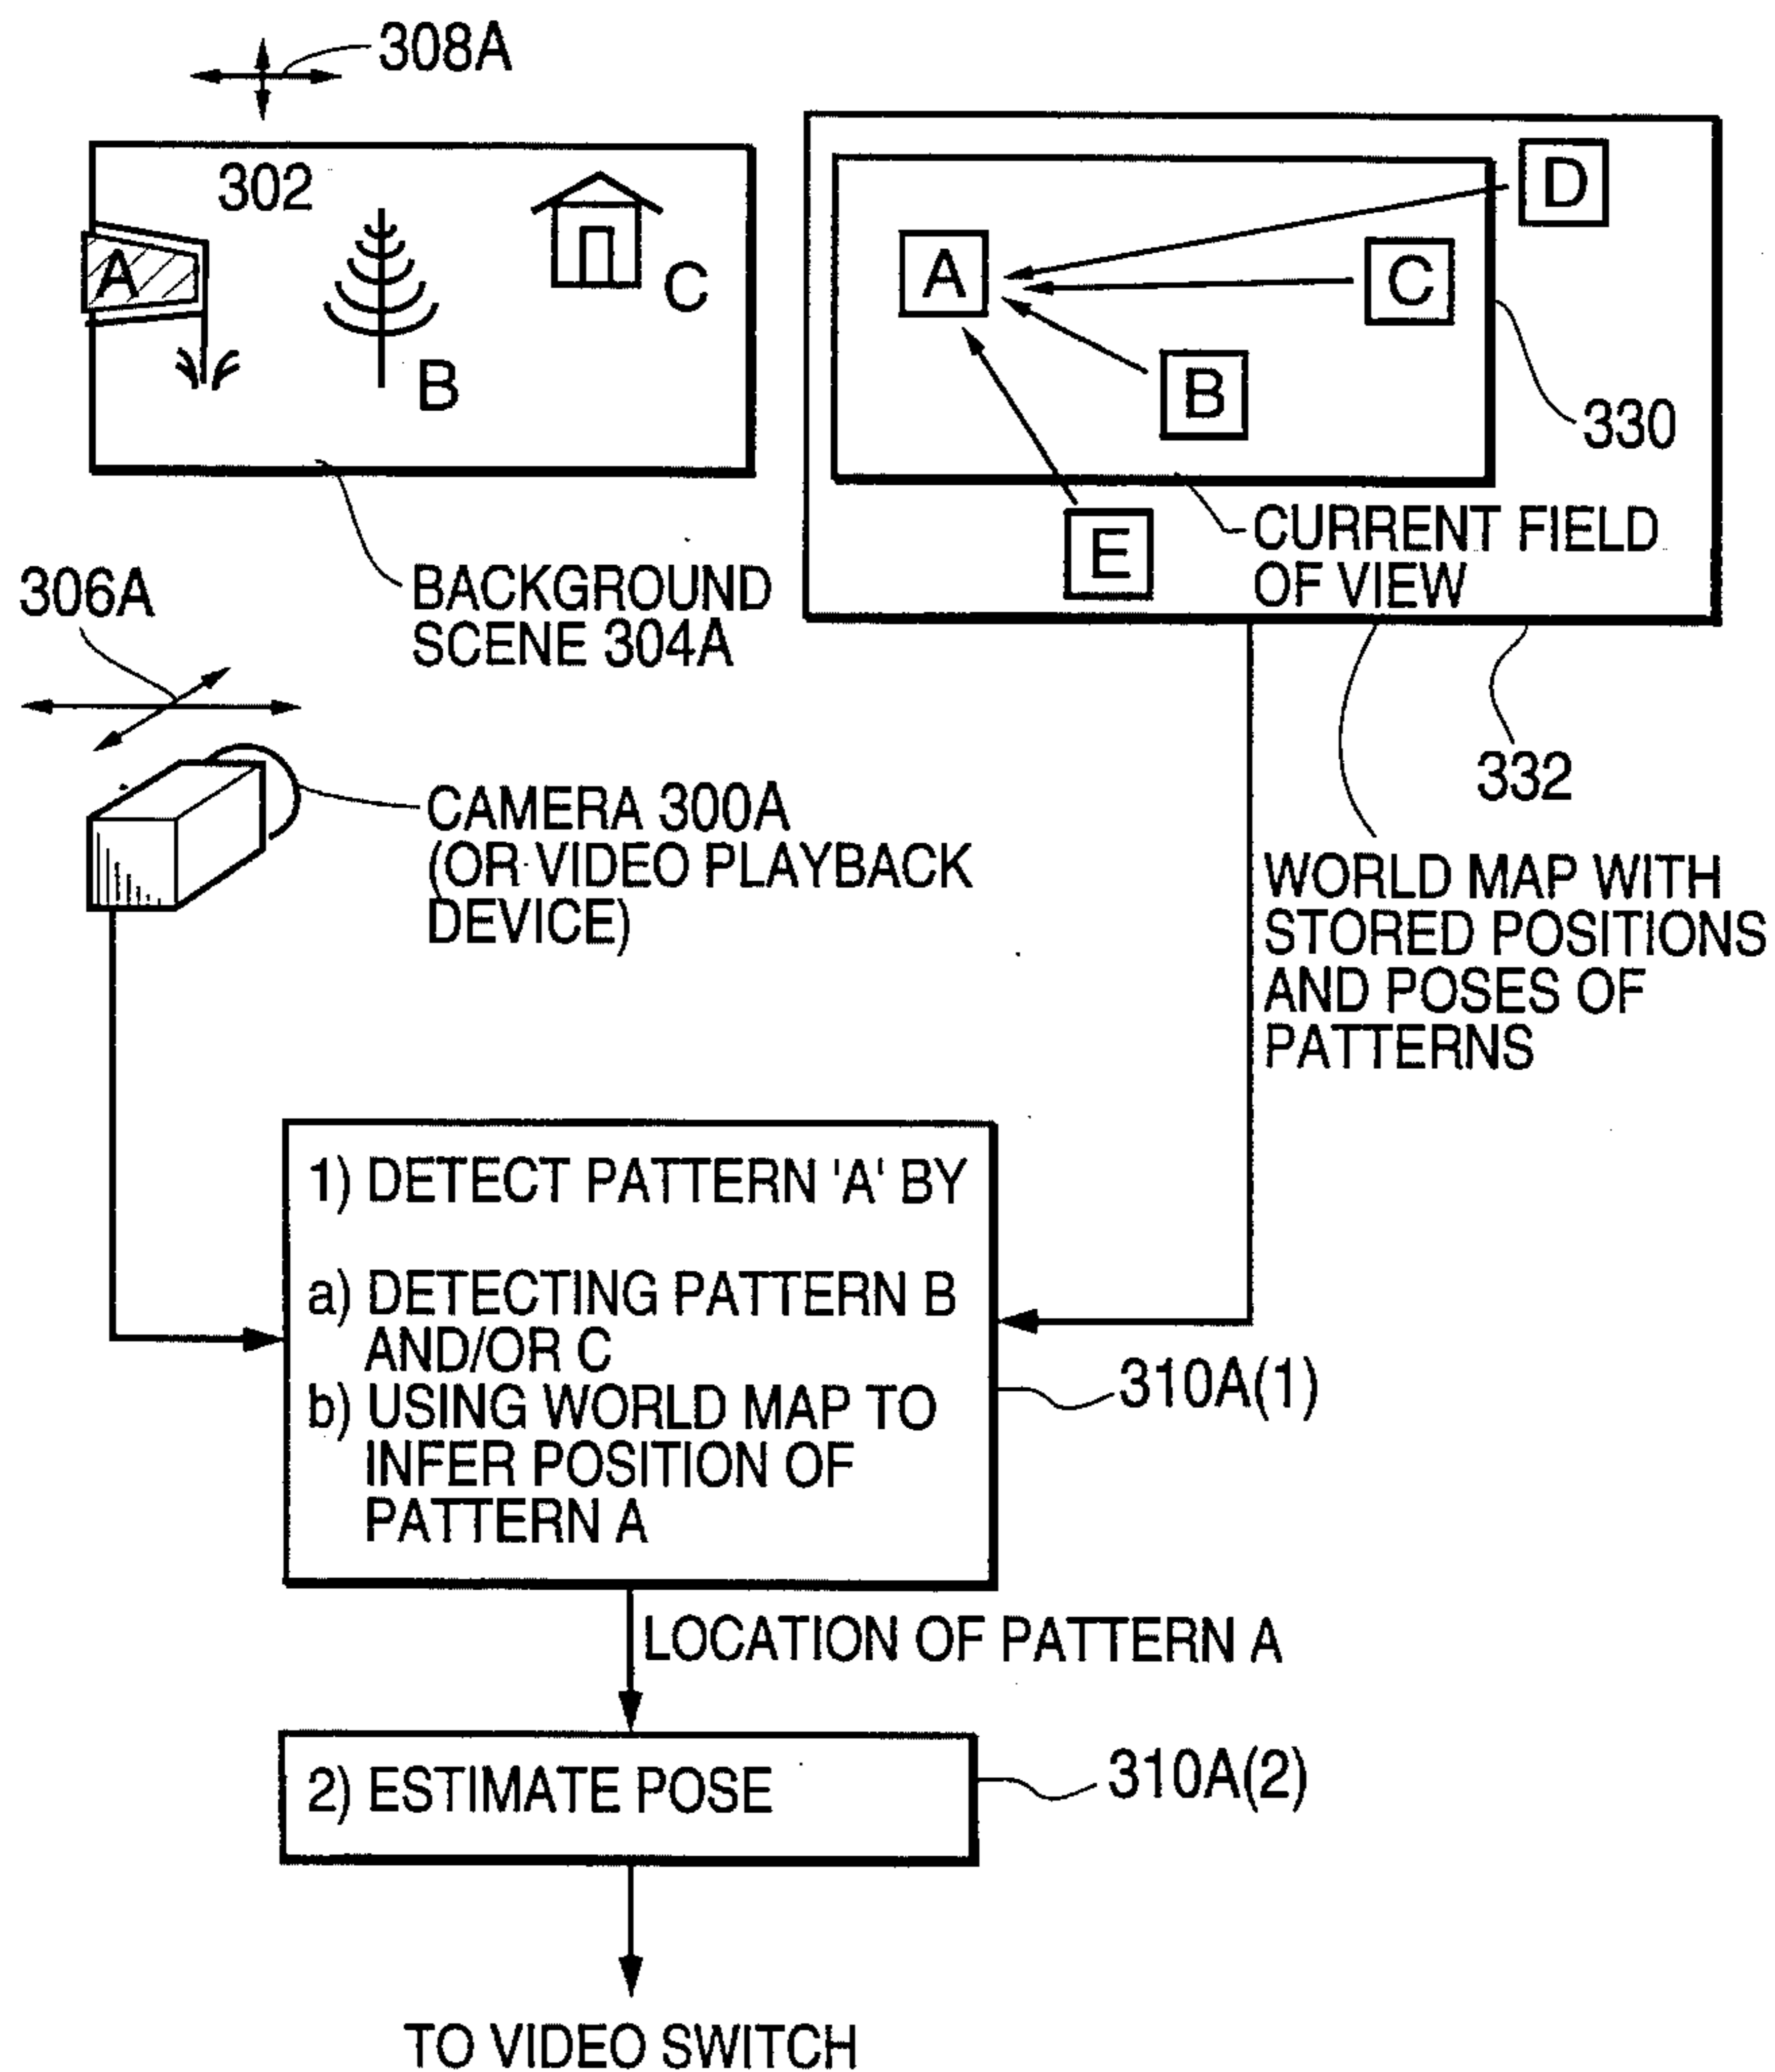 308A
302
A
B
C
BACKGROUND
SCENE 304A
A
B
C
D
E
330
CURRENT FIELD
OF VIEW
332
306A
CAMERA 300A
(OR VIDEO PLAYBACK
DEVICE)
WORLD MAP WITH
STORED POSITIONS
AND POSES OF
PATTERNS
1) DETECT PATTERN 'A' BY
a) DETECTING PATTERN B
AND/OR C
b) USING WORLD MAP TO
INFER POSITION OF
PATTERN A
310A(1)
LOCATION OF PATTERN A
2) ESTIMATE POSE
310A(2)
TO VIDEO SWITCH